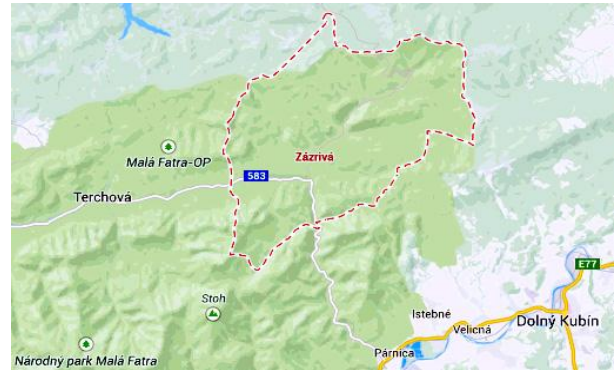 Zázrivá
Malá Fatra-OP
583
Terchová
E77
Stoh
Istebné
Dolný Kubín
Veličná
Párnica
Národný park Malá Fatra